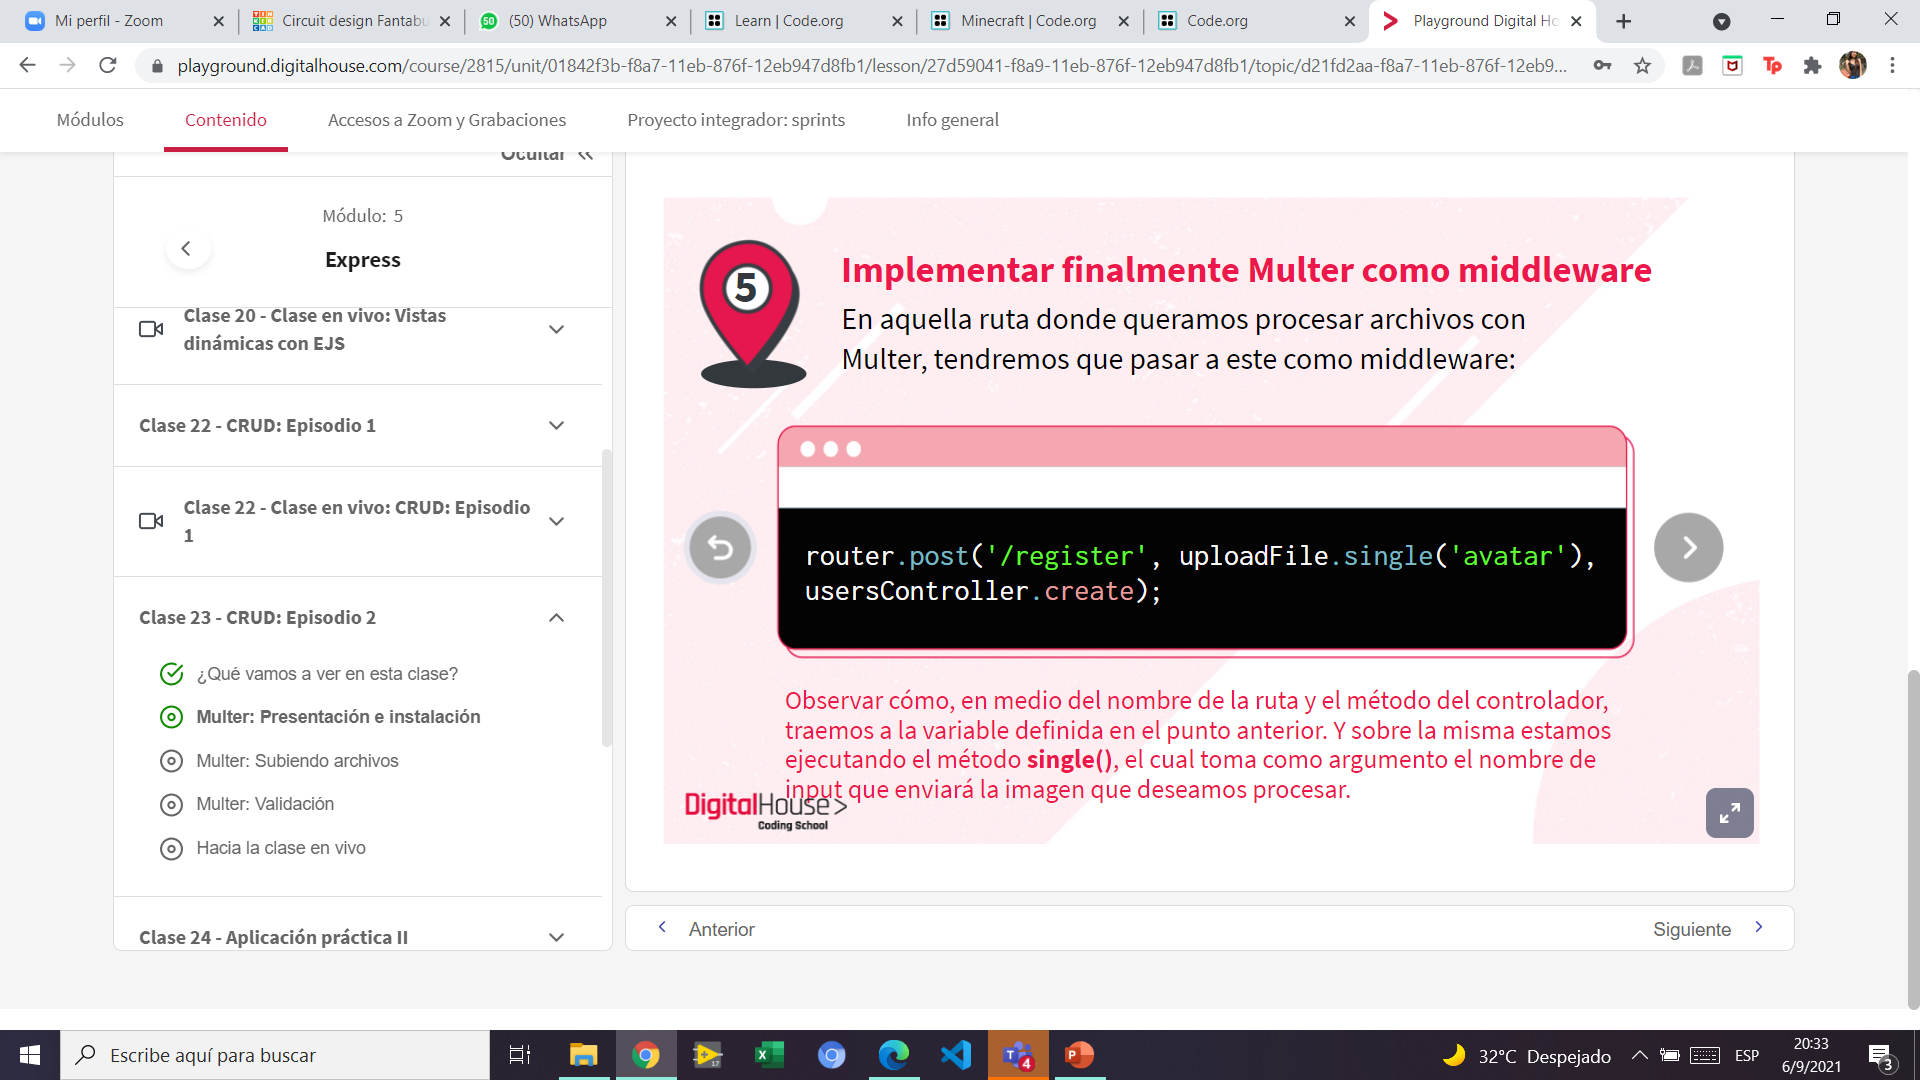 Mi perfil - Zoom
Circuit design Fantabu
(50) WhatsApp
Learn | Code.org
Minecraft | Code.org
Code.org
Playground Digital Ho
playground.digitalhouse.com/course/2815/unit/01842f3b-f8a7-11eb-876f-12eb947d8fb1/lesson/27d59041-f8a9-11eb-876f-12eb947d8fb1/topic/d21fd2aa-f8a7-11eb-876f-12eb9...
Módulos
Contenido
Accesos a Zoom y Grabaciones
Proyecto integrador: sprints
Info general
Ocultar
Módulo: 5
Express
Clase 20 - Clase en vivo: Vistas
dinámicas con EJS
Clase 22 - CRUD: Episodio 1
Clase 22 - Clase en vivo: CRUD: Episodio
1
Clase 23 - CRUD: Episodio 2
¿Qué vamos a ver en esta clase?
Multer: Presentación e instalación
Multer: Subiendo archivos
Multer: Validación
Hacia la clase en vivo
Clase 24 - Aplicación práctica II
5
Implementar finalmente Multer como middleware
En aquella ruta donde queramos procesar archivos con
Multer, tendremos que pasar a este como middleware:
router.post('/register', uploadFile.single('avatar'),
usersController.create);
Observar cómo, en medio del nombre de la ruta y el método del controlador,
traemos a la variable definida en el punto anterior. Y sobre la misma estamos
ejecutando el método single(), el cual toma como argumento el nombre de
input que enviará la imagen que deseamos procesar.
DigitalHouse>
Coding School
Anterior
Siguiente
Escribe aquí para buscar
32°C Despejado
ESP
20:33
6/9/2021
3